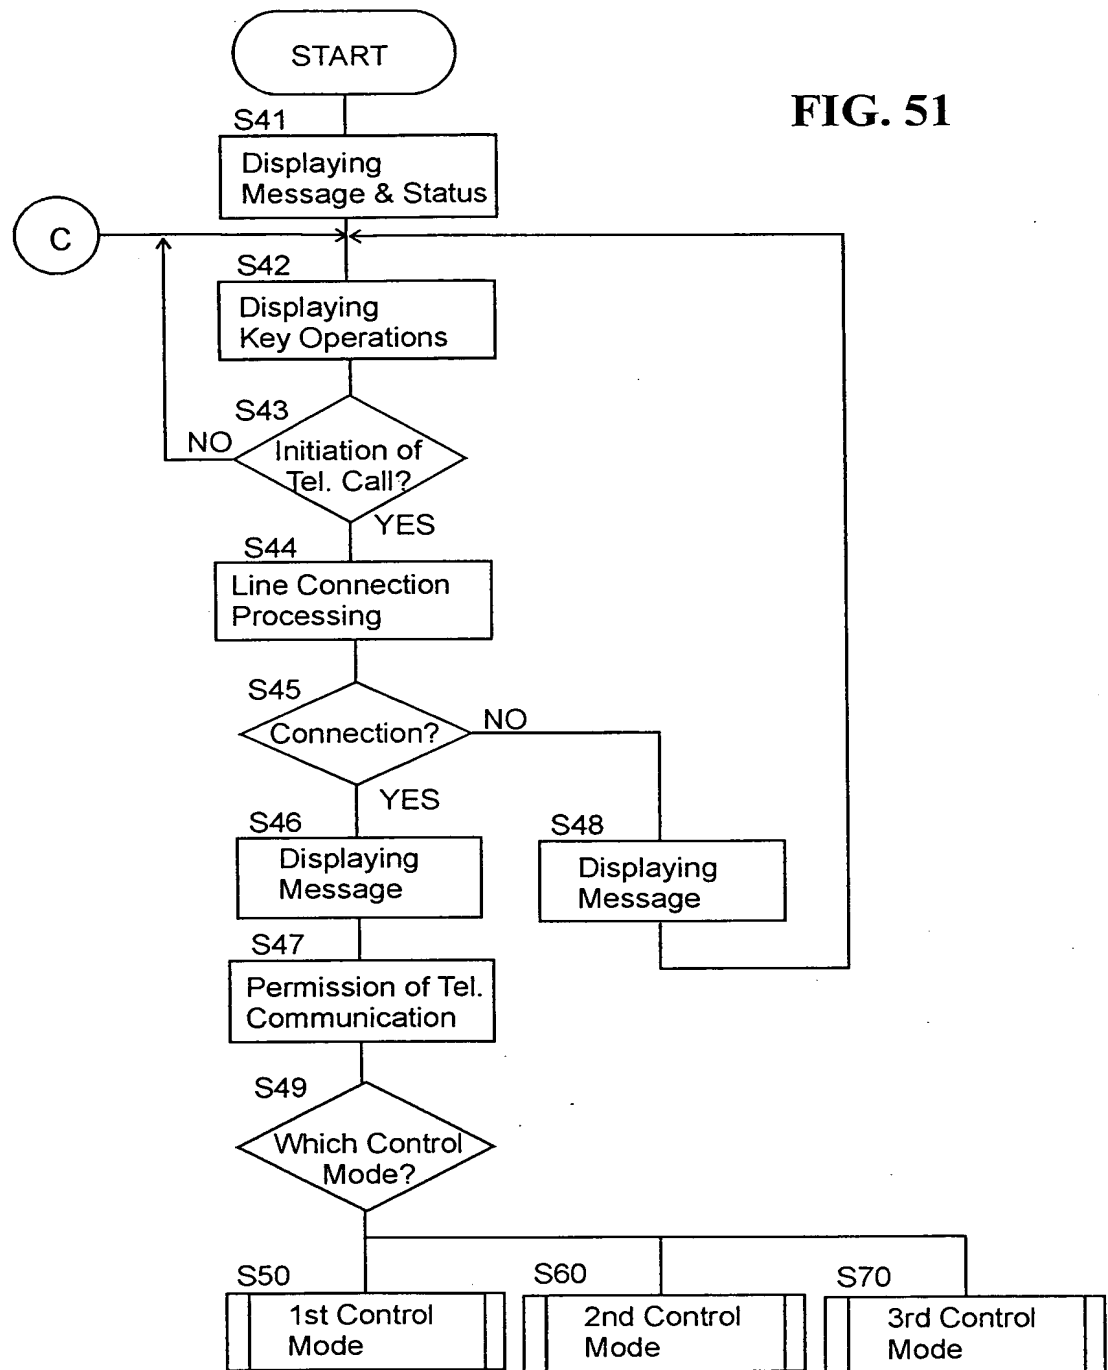 START
FIG. 51
S41
Displaying
Message & Status
C
S42
Displaying
Key Operations
S43
NO
Initiation of
Tel. Call?
YES
S44
Line Connection
Processing
S45
Connection?
NO
YES
S46
Displaying
Message
S48
Displaying
Message
S47
Permission of Tel.
Communication
S49
Which Control
Mode?
S50
1st Control
Mode
S60
2nd Control
Mode
S70
3rd Control
Mode